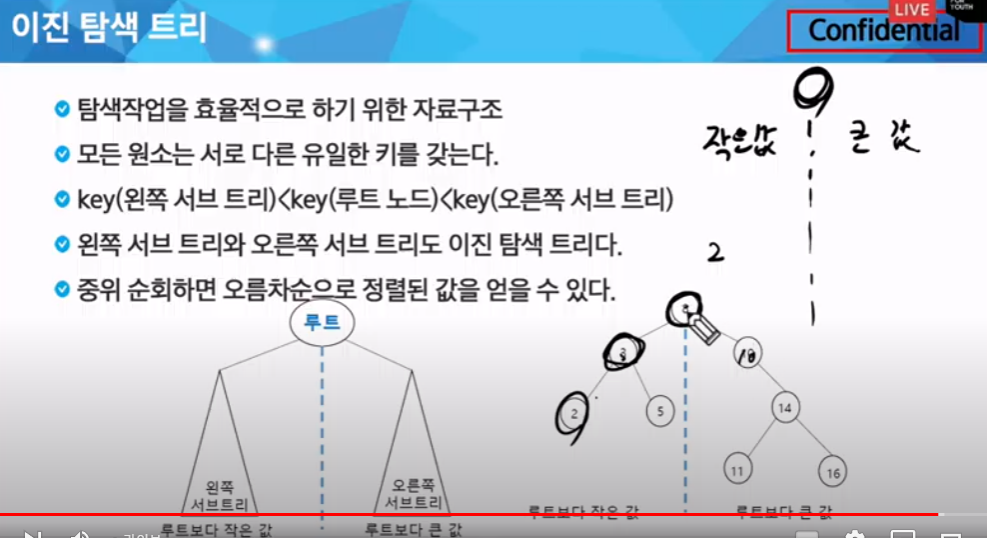 이진 탐색 트리
LIVE
FOR
YOUTH
Confidential
탐색작업을 효율적으로 하기 위한 자료구조
모든 원소는 서로 다른 유일한 키를 갖는다.
key(왼쪽 서브 트리)<key(루트 노드)<key(오른쪽 서브 트리)
왼쪽 서브 트리와 오른쪽 서브 트리도 이진 탐색 트리다.
중위 순회하면 오름차순으로 정렬된 값을 얻을 수 있다.
작은값
큰 값
2
루트
3
10
2
5
14
11
16
왼쪽
서브트리
오른쪽
서브트리
루트보다 작은 값
루트보다 큰 값
루트보다 작은 값
루트보다 큰 값